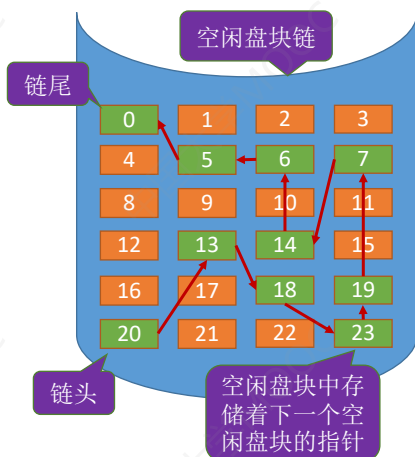 空闲盘块链
链尾
0 1 2 3
4 5 6 7
8 9 10 11
12 13 14 15
16 17 18 19
20 21 22 23
链头
空闲盘块中存
储着下一个空
闲盘块的指针